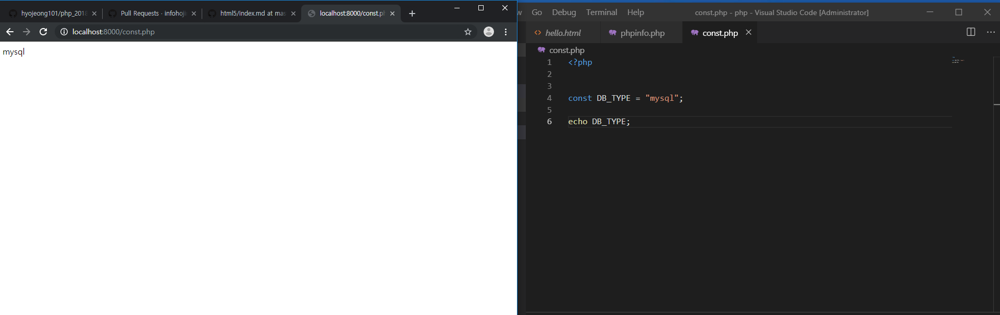 hyojeong101/php_2018
Pull Requests · infohoji
html5/index.md at mas
localhost:8000/const.ph
localhost:8000/const.php
mysql
w Go Debug Terminal Help
const.php - php - Visual Studio Code [Administrator]
hello.html
phpinfo.php
const.php
const.php
1 <?php
2
3
4 const DB_TYPE = "mysql";
5
6 echo DB_TYPE;